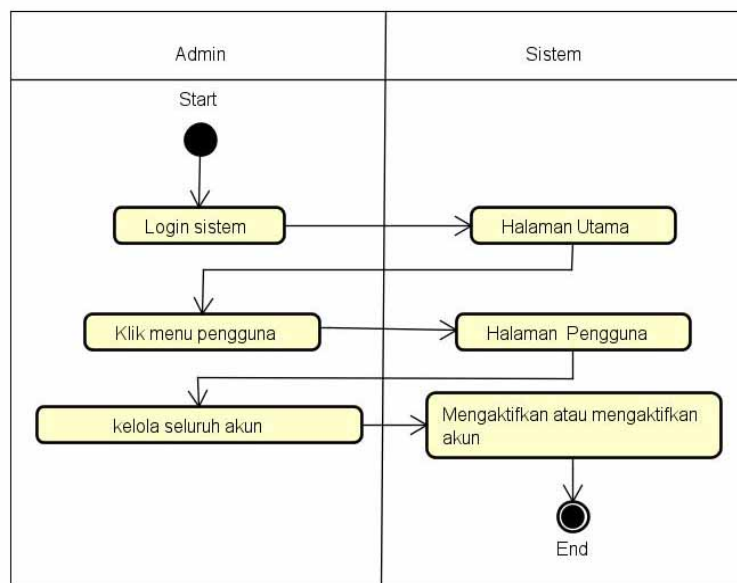 Admin
Sistem
Start
Login sistem
Halaman Utama
Klik menu pengguna
Halaman Pengguna
kelola seluruh akun
Mengaktifkan atau mengaktifkan
akun
End